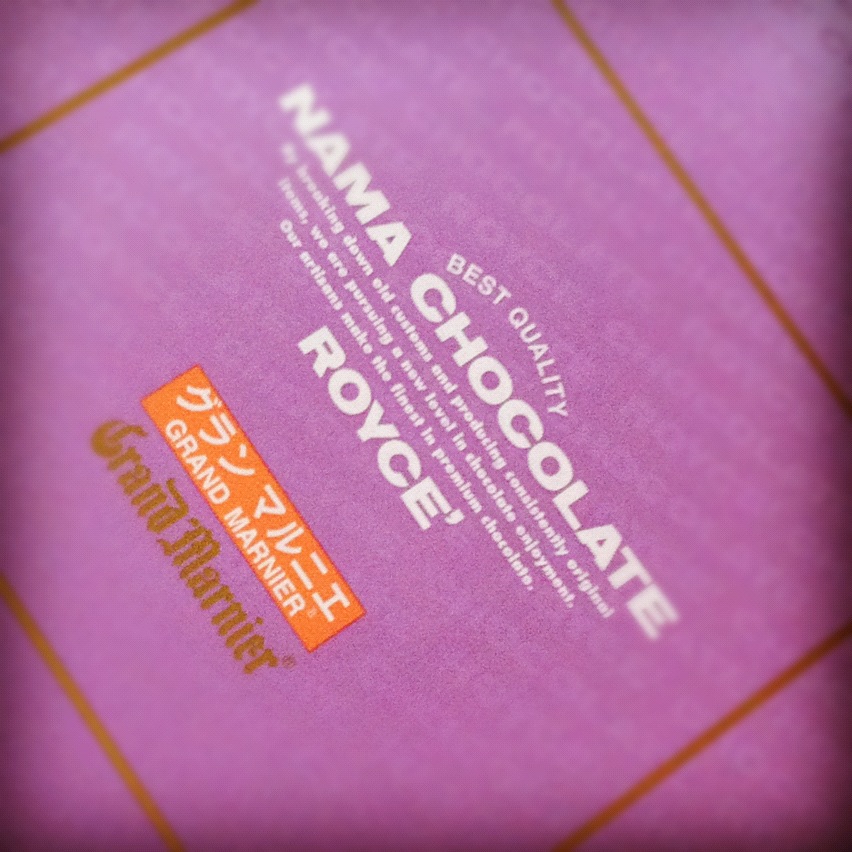 BEST QUALITY
NAMA CHOCOLATE
By breaking down old customs and producing consistently original
items, we are pursuing a new level in chocolate enjoyment.
Our artisans make the finest in premium chocolate.
ROYCE'
グラン マルニエ
GRAND MARNIER®
Grand Marnier®